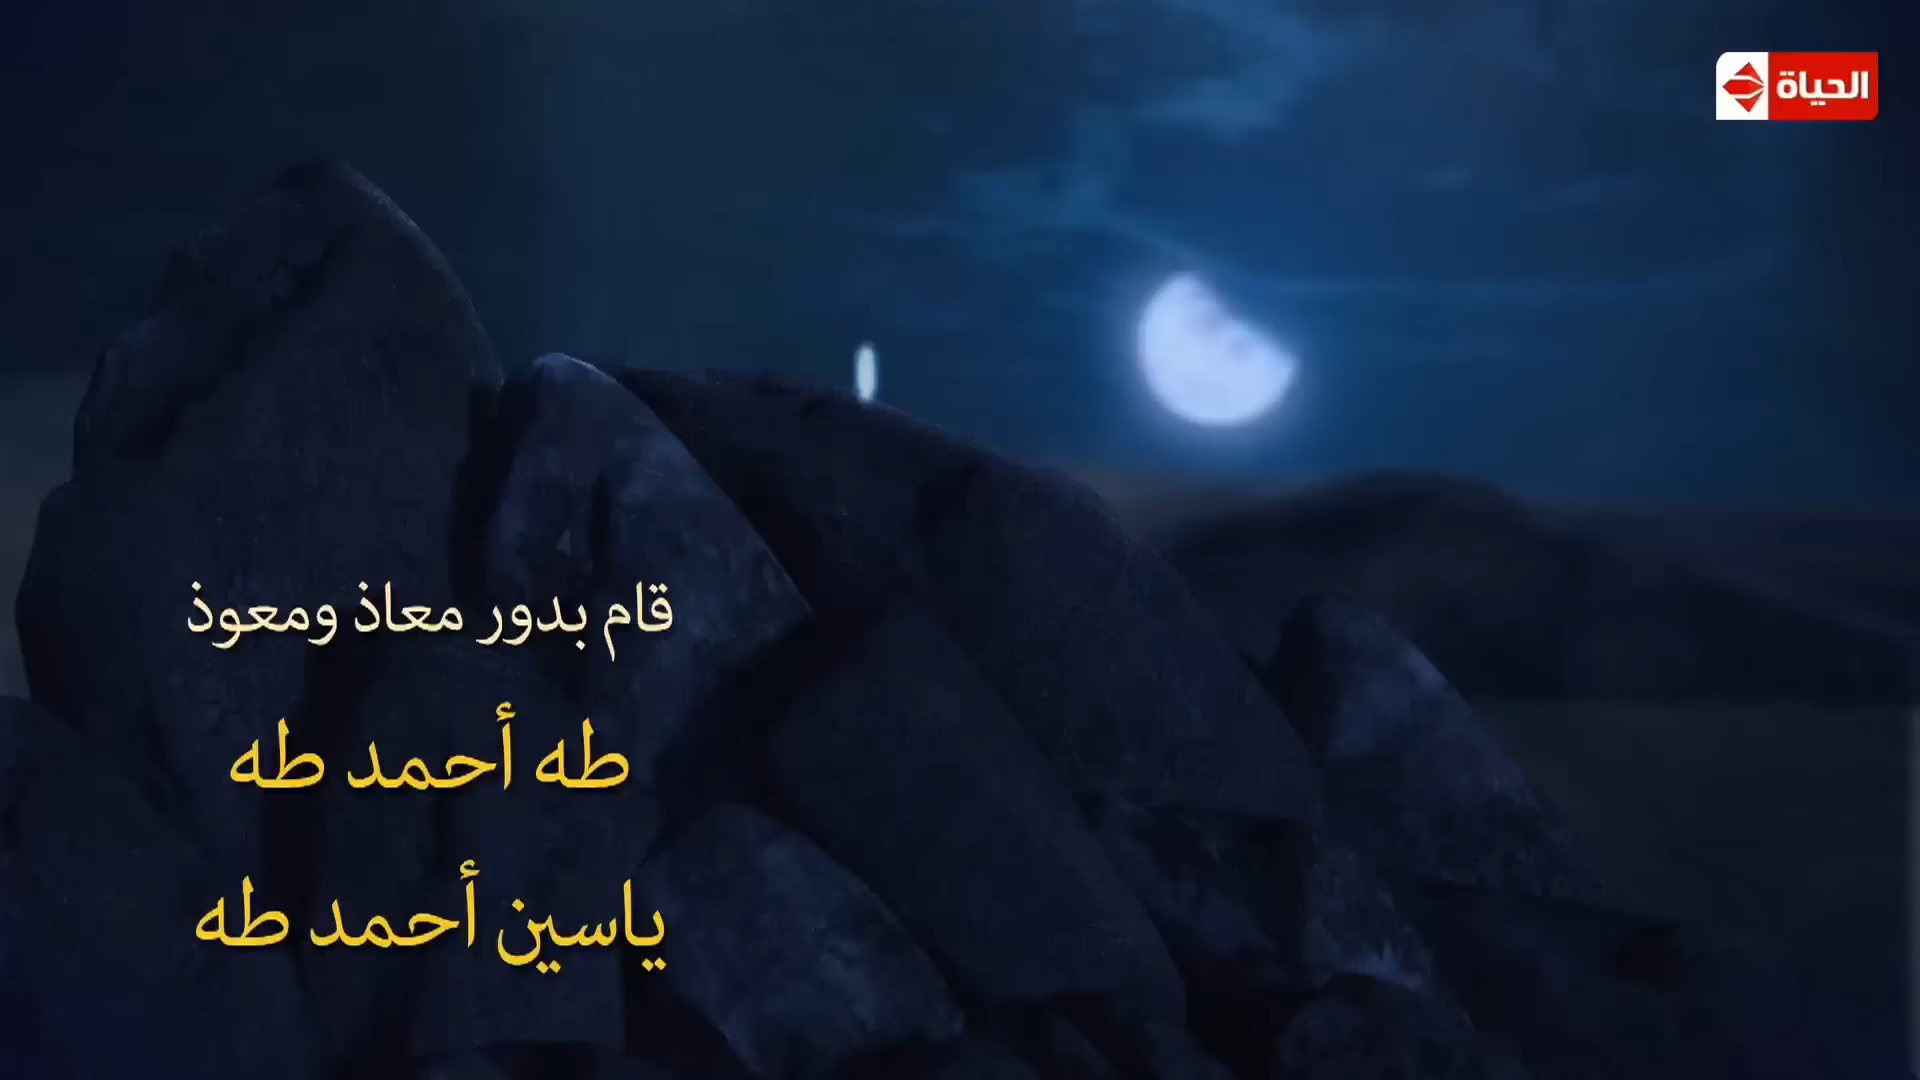 الحياة
قام بدور معاذ ومعوذ
طه أحمد طه
ياسين أحمد طه